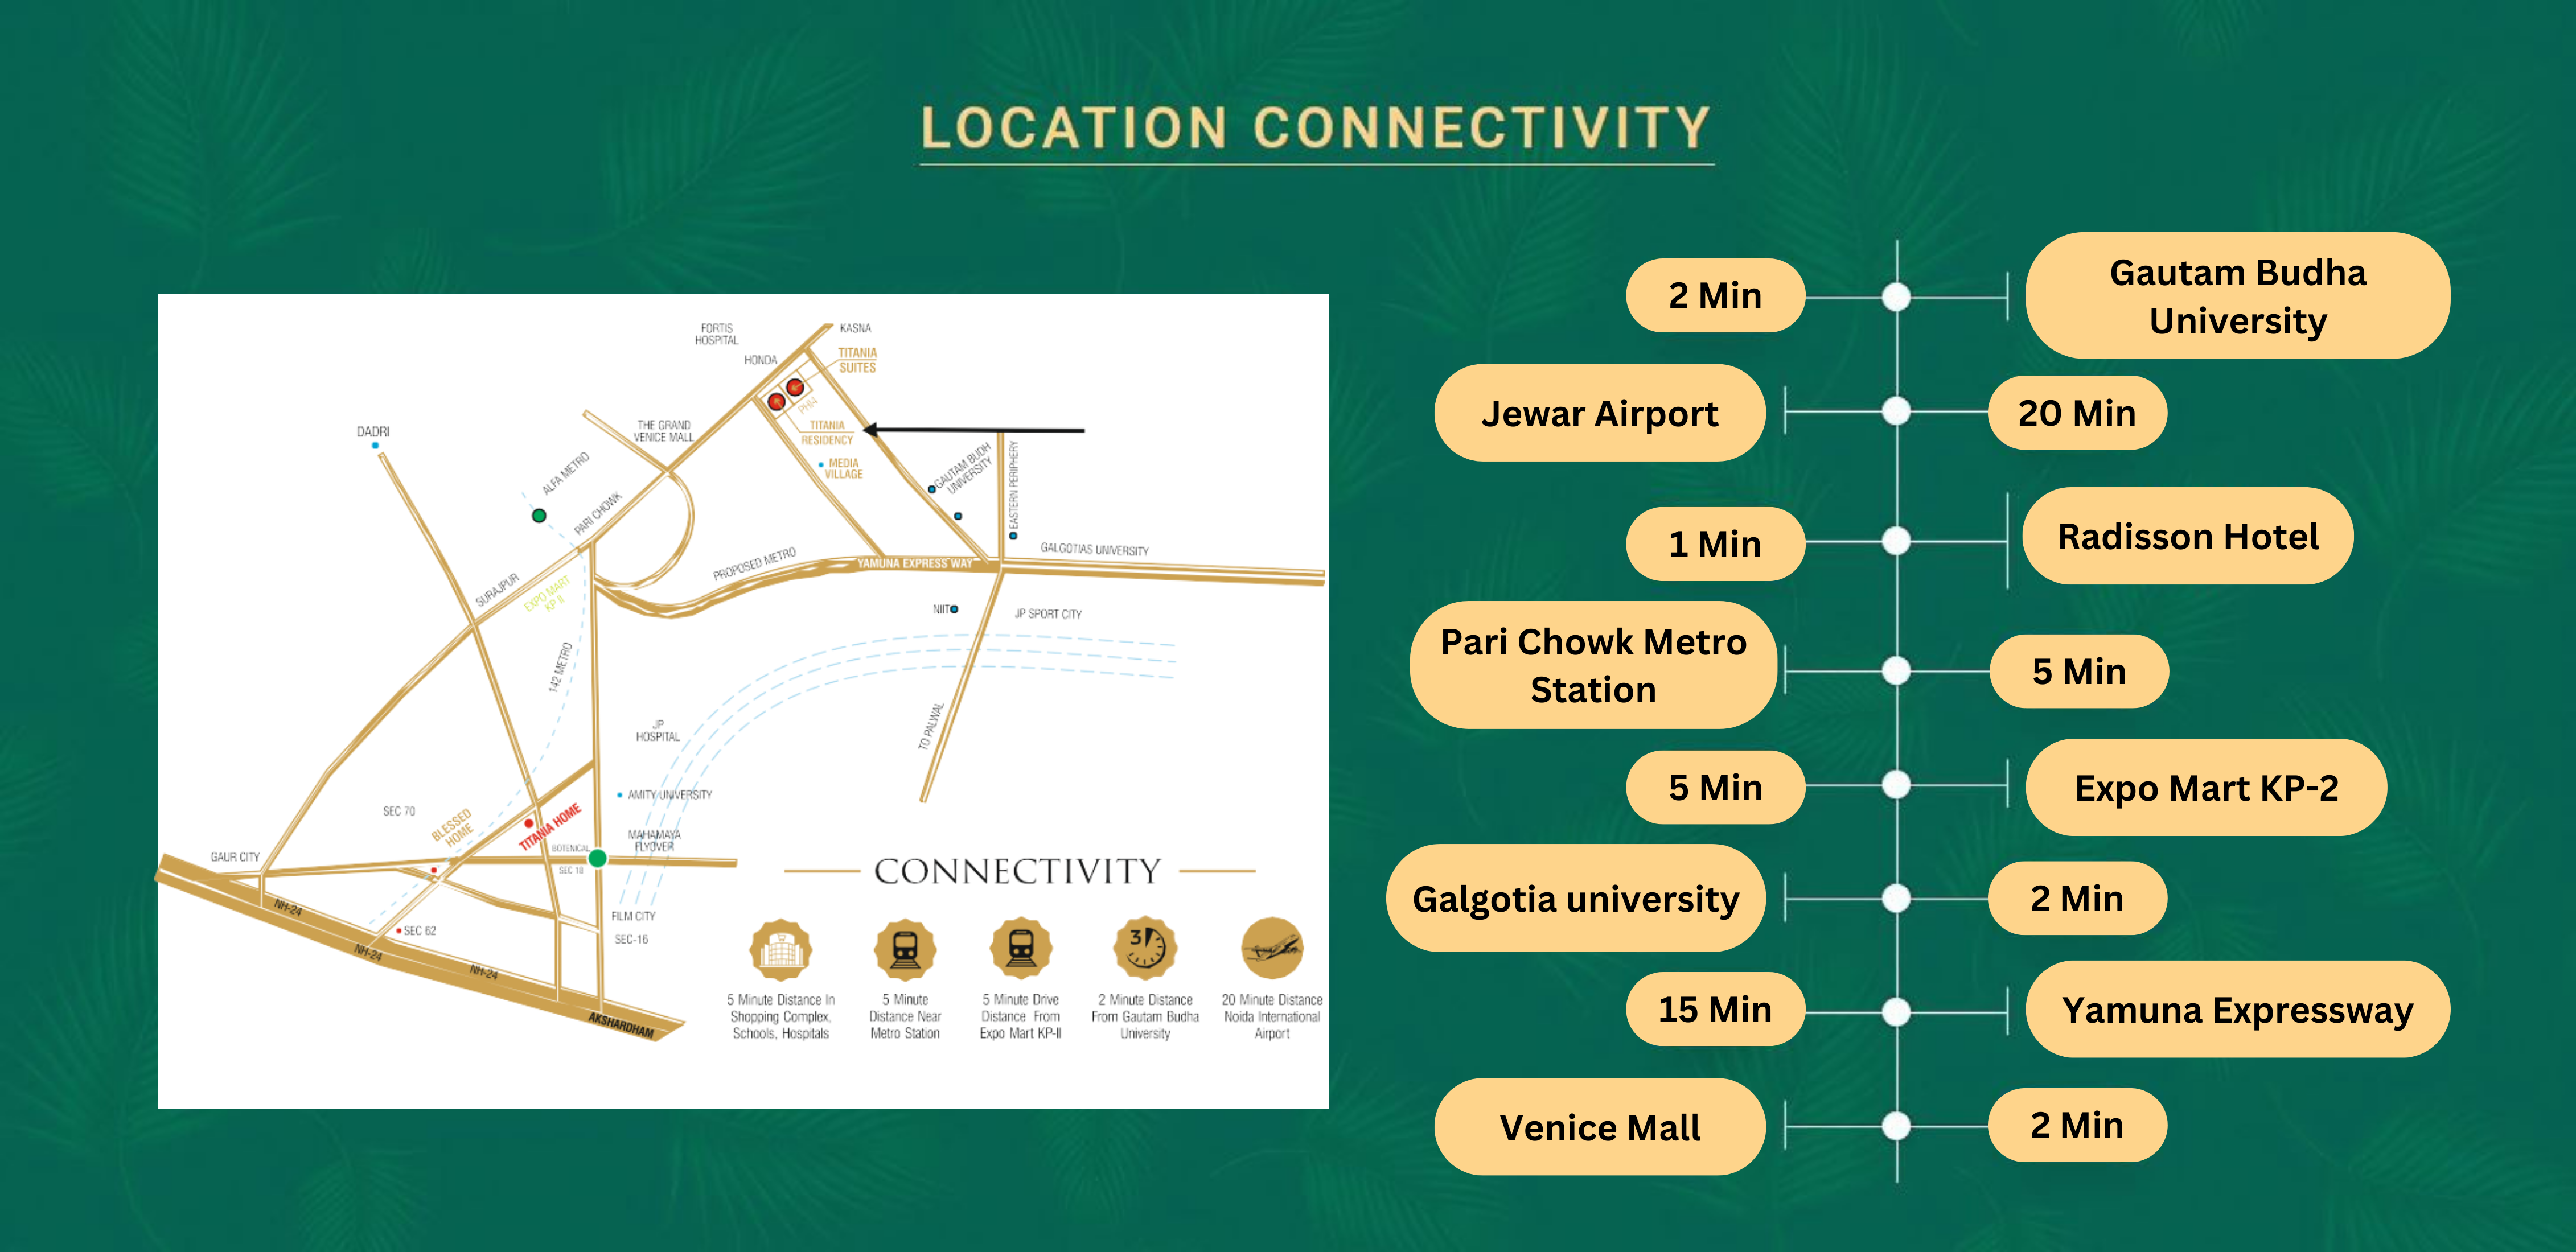 LOCATION CONNECTIVITY
FORTIS
HOSPITAL
KASNA
HONDA
TITANIA
SUITES
PH4
THE GRAND
VENICE MALL
TITANIA
RESIDENCY
MEDIA
VILLAGE
DADRI
ALFA METRO
PARI CHOWK
GAUTAM BUDH
UNIVERSITY
EASTERN PERIPHERY
SURAJPUR
EXPO MART
KP II
PROPOSED METRO
YAMUNA EXPRESS WAY
GALGOTIAS UNIVERSITY
NIIT
JP SPORT CITY
142 METRO
TO PALWAL
JP
HOSPITAL
AMITY UNIVERSITY
SEC 70
BLESSED
HOME
TITANIA HOME
BOTENICAL
MAHAMAYA
FLYOVER
GAUR CITY
SEC 18
NH-24
SEC 62
FILM CITY
SEC-16
NH-24
NH-24
AKSHARDHAM
CONNECTIVITY
3
5 Minute Distance In
Shopping Complex,
Schools, Hospitals
5 Minute
Distance Near
Metro Station
5 Minute Drive
Distance From
Expo Mart KP-II
2 Minute Distance
From Gautam Budha
University
20 Minute Distance
Noida International
Airport
2 Min
Gautam Budha
University
Jewar Airport
20 Min
1 Min
Radisson Hotel
Pari Chowk Metro
Station
5 Min
5 Min
Expo Mart KP-2
Galgotia university
2 Min
15 Min
Yamuna Expressway
Venice Mall
2 Min